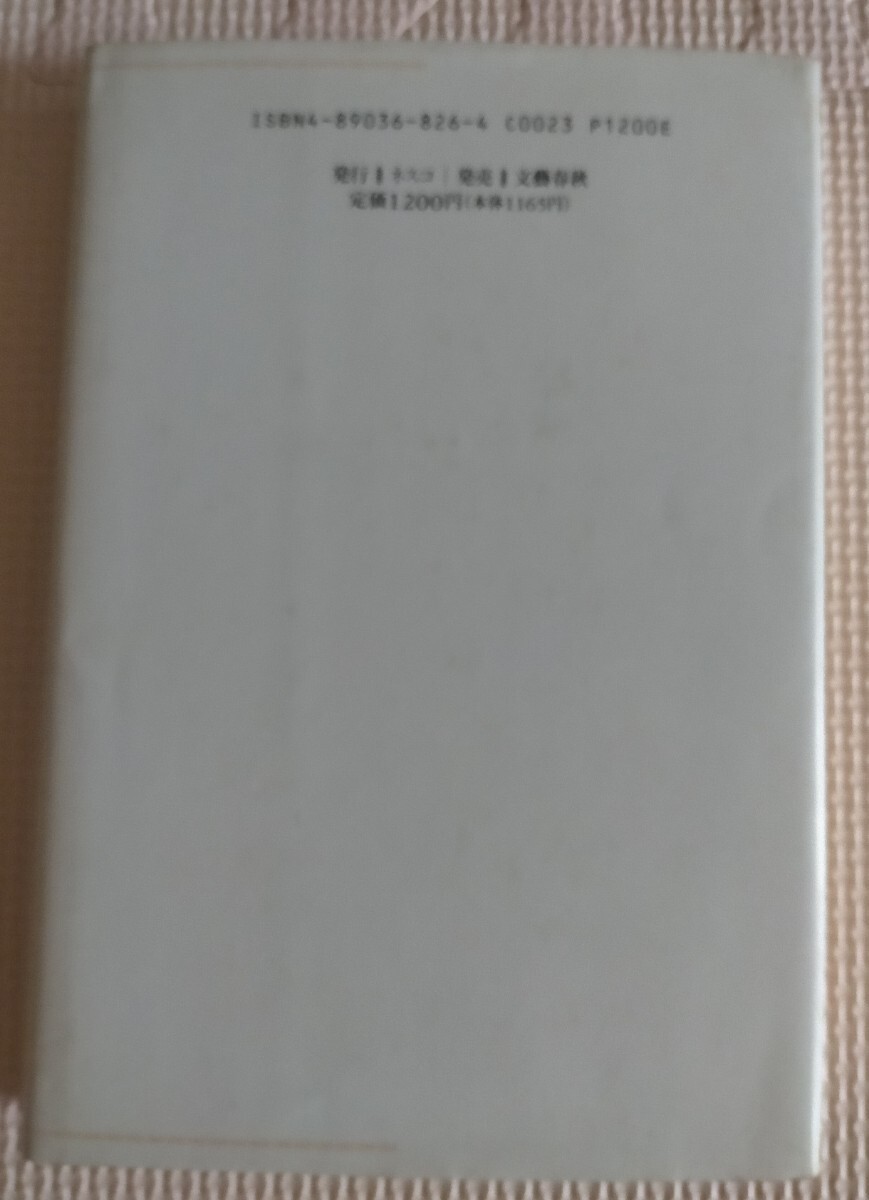 ISBN4-89036-826-4 C0023 P1200E
発行‖ネスコ｜発売‖文藝春秋
定価1200円(本体1165円)